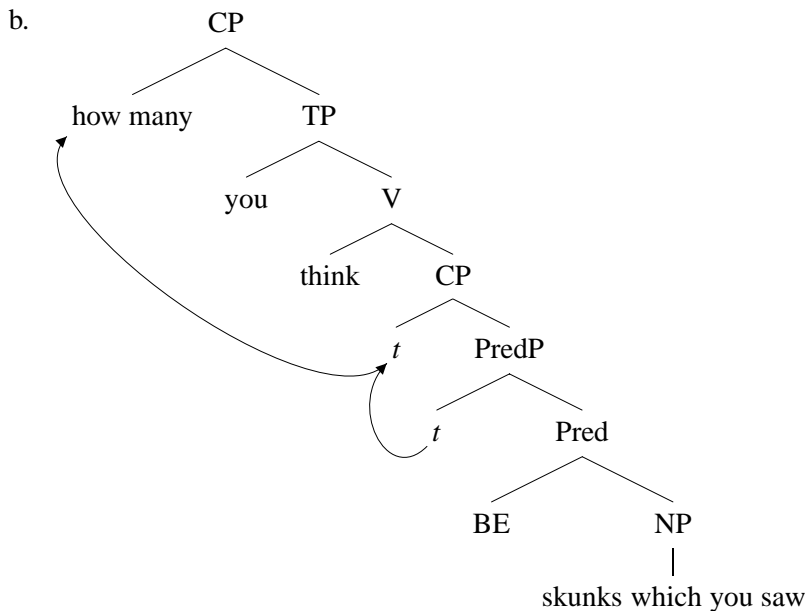 b.
CP
how many TP
you V
think CP
t PredP
t Pred
BE NP
skunks which you saw